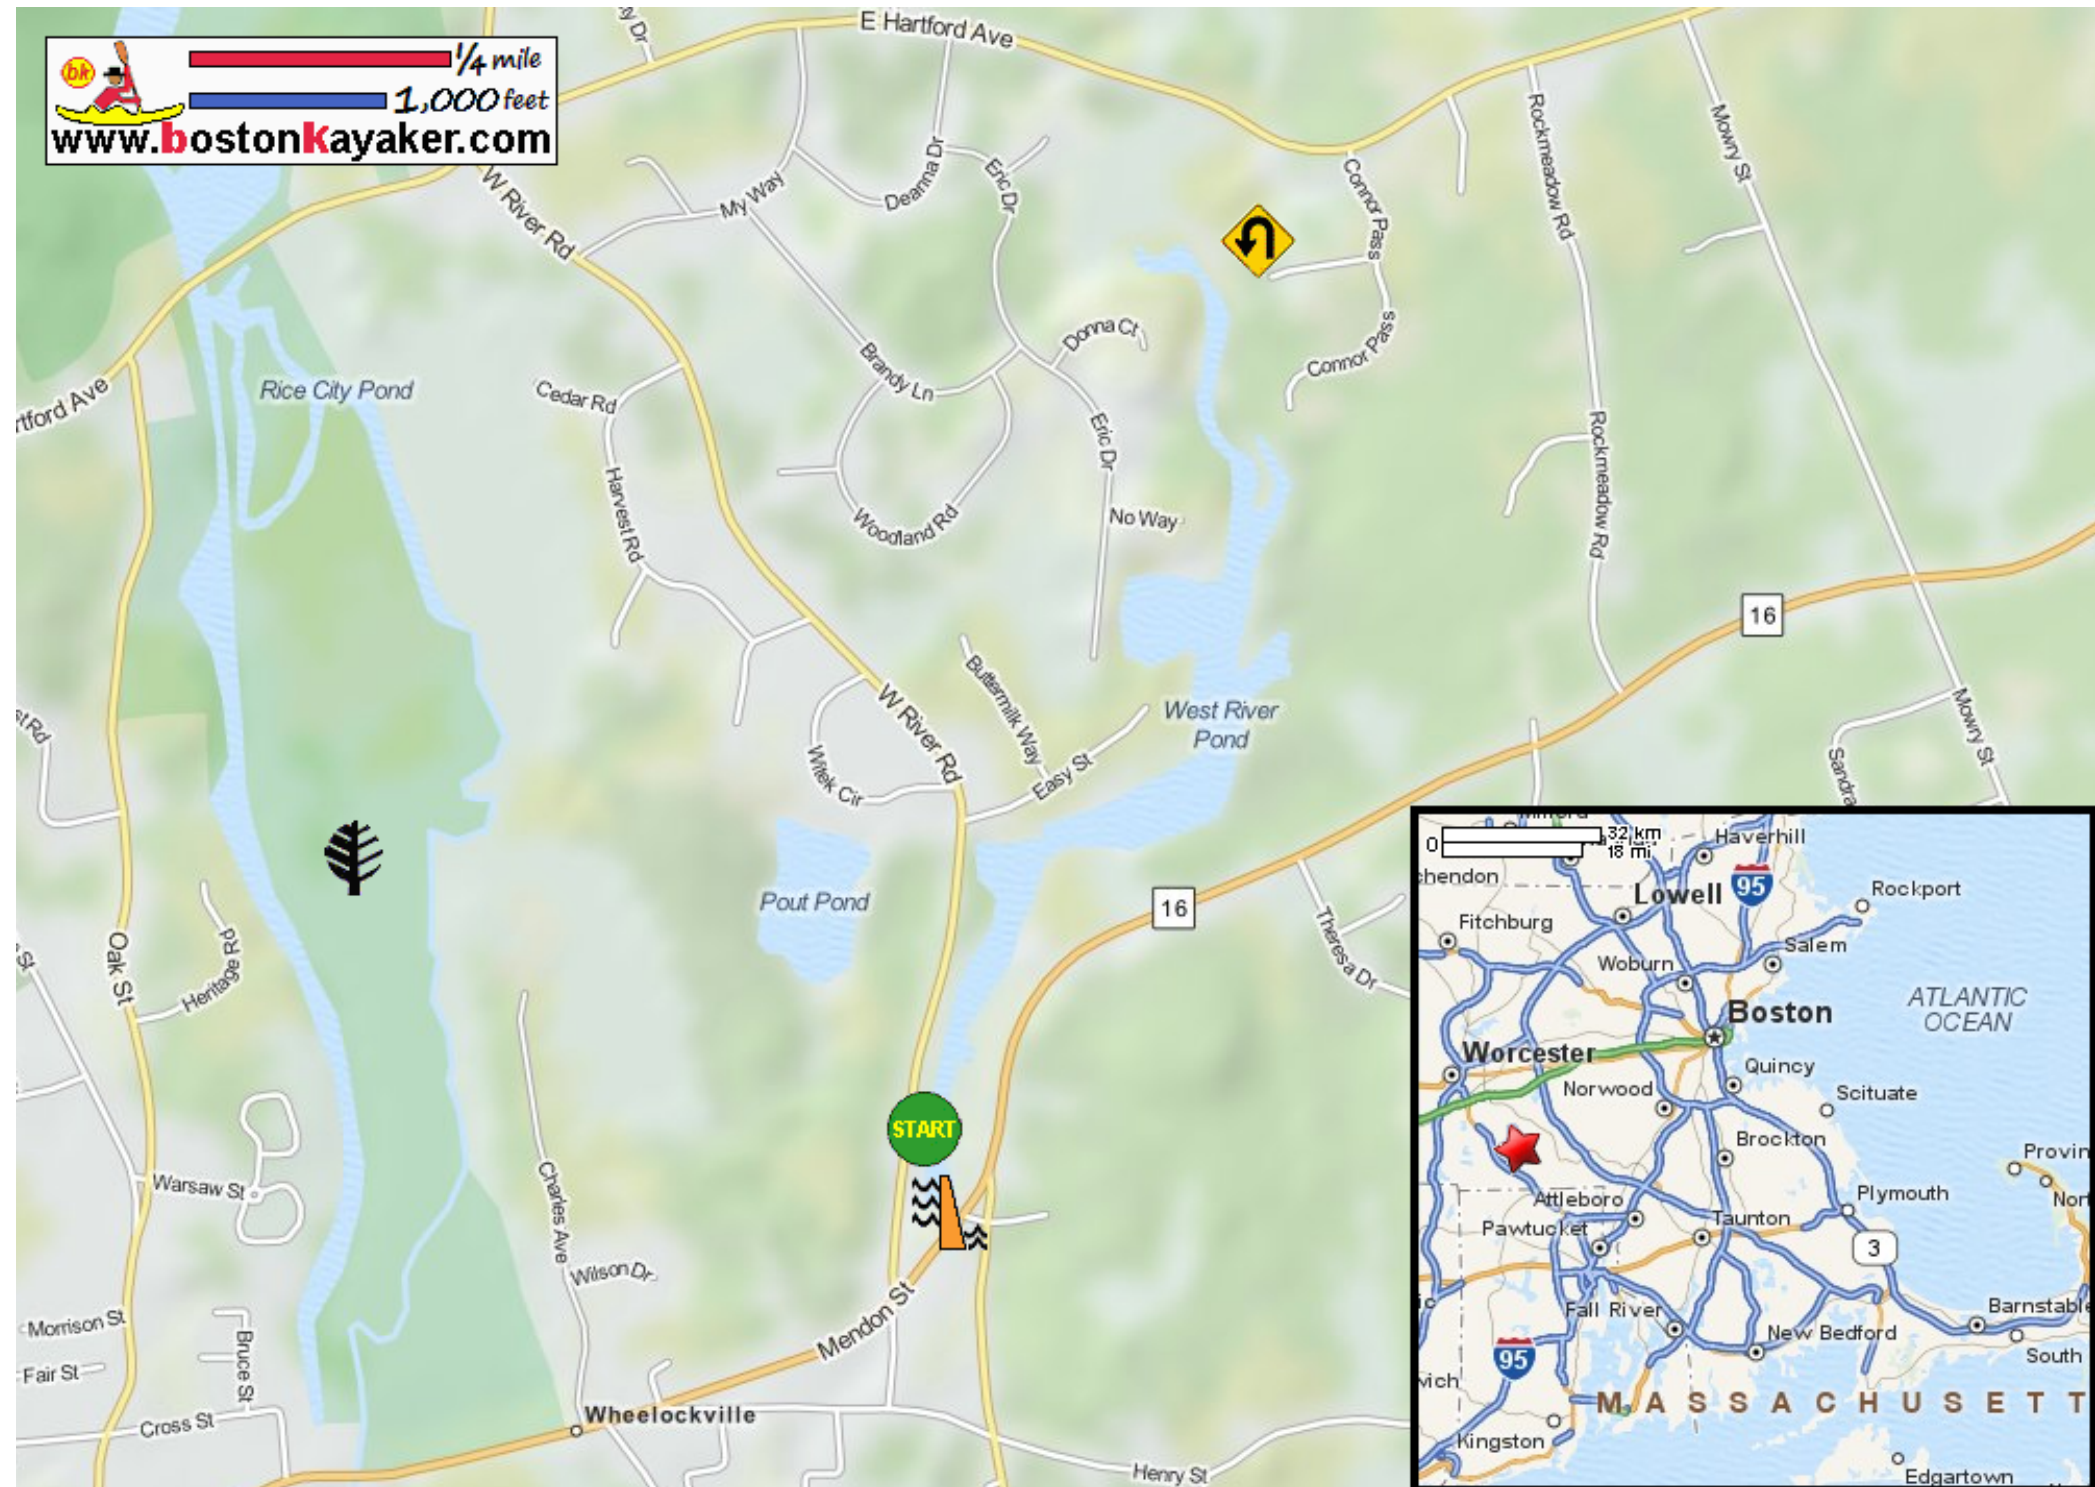 1/4 mile
1,000 feet
www.bostonkayaker.com
E Hartford Ave
W River Rd
My Way
Deanna Dr
Eric Dr
Connor Pass
Rockmeadow Rd
Mowry St
Donna Ct
Connor Pass
Brandy Ln
Rice City Pond
Cedar Rd
Eric Dr
Harvest Rd
Woodland Rd
No Way
Rockmeadow Rd
16
Buttermilk Way
W River Rd
West River
Pond
Mowry St
Witek Cir
Easy St
Sandra
Pout Pond
16
Theresa Dr
Oak St
Heritage Rd
START
Charles Ave
Warsaw St
Wilson Dr
Mendon St
Morrison St
Bruce St
Fair St
Cross St
Wheelockville
Henry St
0
32 km
18 mi
Haverhill
Lowell
95
Rockport
Fitchburg
Salem
Woburn
ATLANTIC
OCEAN
Boston
Worcester
Quincy
Norwood
Scituate
Brockton
Attleboro
Plymouth
Pawtucket
Taunton
3
Fall River
Barnstable
New Bedford
95
South
MASSACHUSETT
Kingston
Edgartown